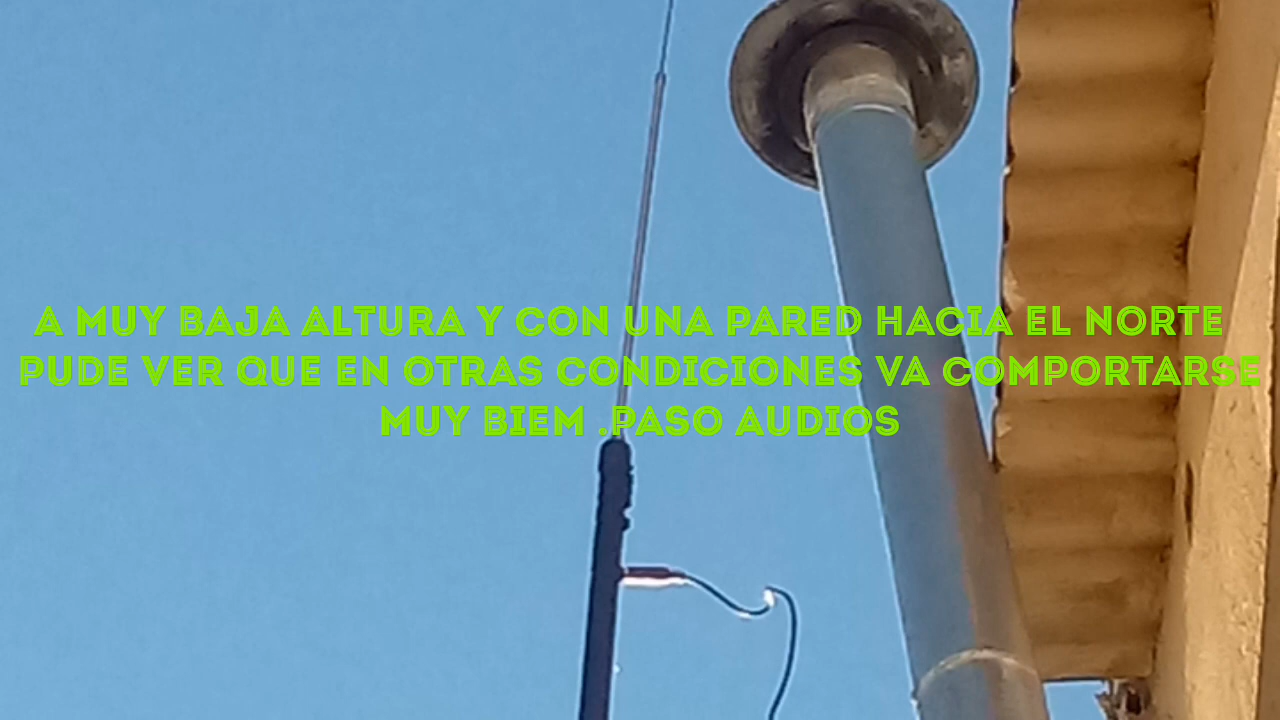 A MUY BAJA ALTURA Y CON UNA PARED HACIA EL NORTE
PUDE VER QUE EN OTRAS CONDICIONES VA COMPORTARSE
MUY BIEM .PASO AUDIOS